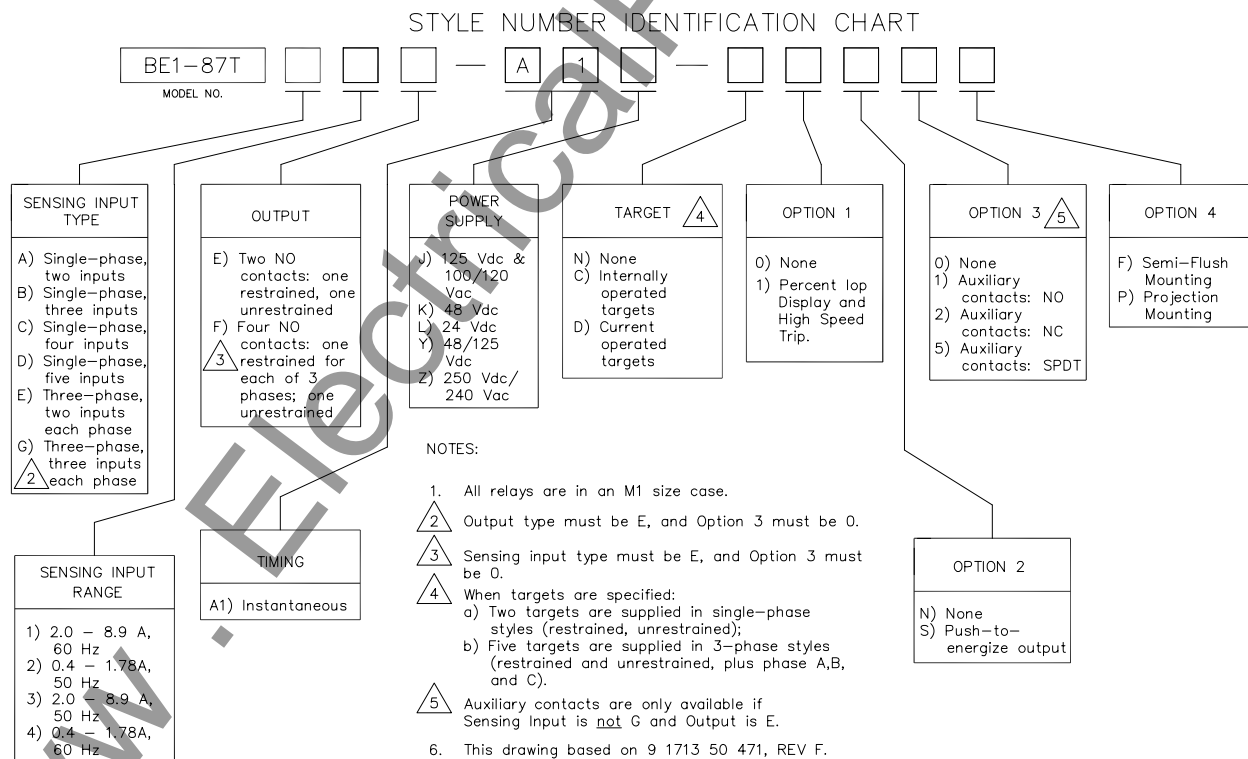 STYLE NUMBER IDENTIFICATION CHART
BE1-87T
A
1
MODEL NO.
SENSING INPUT
TYPE
A) Single-phase,
two inputs
B) Single-phase,
three inputs
C) Single-phase,
four inputs
D) Single-phase,
five inputs
E) Three-phase,
two inputs
each phase
G) Three-phase,
three inputs
2
each phase
OUTPUT
E) Two NO
contacts: one
restrained, one
unrestrained
F) Four NO
contacts: one
3
restrained for
each of 3
phases; one
unrestrained
POWER
SUPPLY
J) 125 Vdc &
100/120
Vac
K) 48 Vdc
L) 24 Vdc
Y) 48/125
Vdc
Z) 250 Vdc/
240 Vac
TARGET 4
N) None
C) Internally
operated
targets
D) Current
operated
targets
OPTION 1
0) None
1) Percent Iop
Display and
High Speed
Trip.
OPTION 3 5
0) None
1) Auxiliary
contacts: NO
2) Auxiliary
contacts: NC
5) Auxiliary
contacts: SPDT
OPTION 4
F) Semi-Flush
Mounting
P) Projection
Mounting
SENSING INPUT
RANGE
1) 2.0 - 8.9 A,
60 Hz
2) 0.4 - 1.78A,
50 Hz
3) 2.0 - 8.9 A,
50 Hz
4) 0.4 - 1.78A,
60 Hz
TIMING
A1) Instantaneous
NOTES:
1. All relays are in an M1 size case.
2 Output type must be E, and Option 3 must be 0.
3 Sensing input type must be E, and Option 3 must
be 0.
4 When targets are specified:
a) Two targets are supplied in single-phase
styles (restrained, unrestrained);
b) Five targets are supplied in 3-phase styles
(restrained and unrestrained, plus phase A,B,
and C).
5 Auxiliary contacts are only available if
Sensing Input is not G and Output is E.
6. This drawing based on 9 1713 50 471, REV F.
OPTION 2
N) None
S) Push-to-
energize output